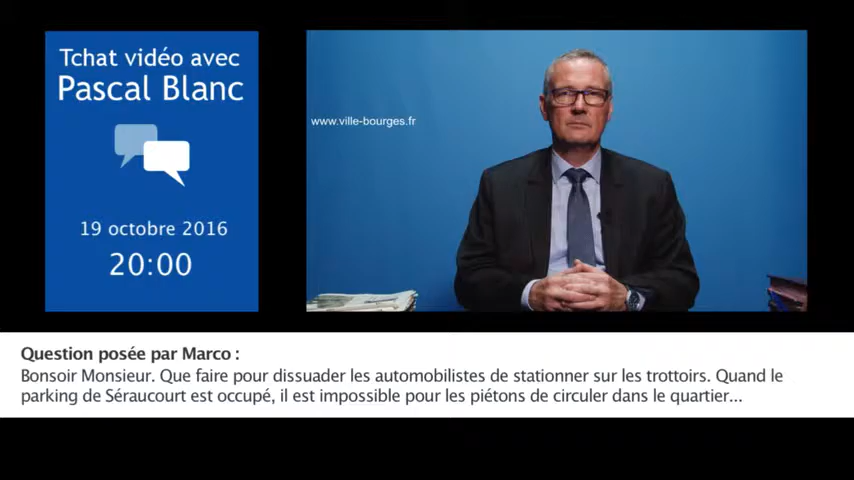 Tchat vidéo avec
Pascal Blanc
19 octobre 2016
20:00
www.ville-bourges.fr
Question posée par Marco :
Bonsoir Monsieur. Que faire pour dissuader les automobilistes de stationner sur les trottoirs. Quand le
parking de Séraucourt est occupé, il est impossible pour les piétons de circuler dans le quartier...